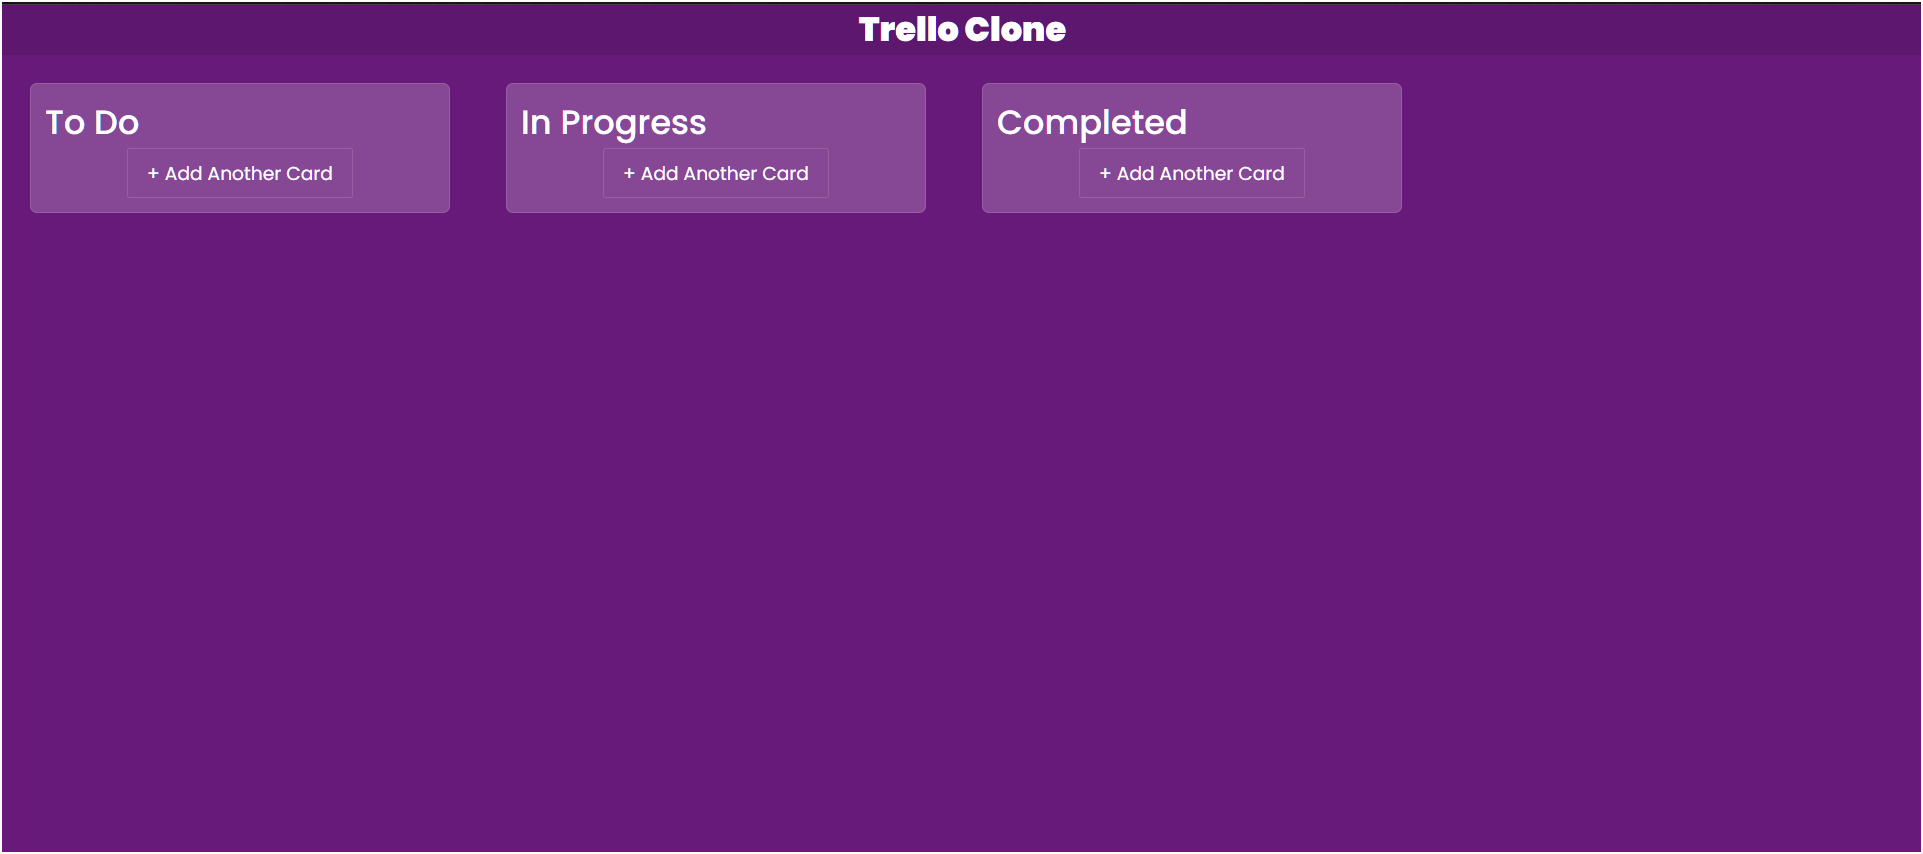 Trello Clone
To Do
+ Add Another Card
In Progress
+ Add Another Card
Completed
+ Add Another Card